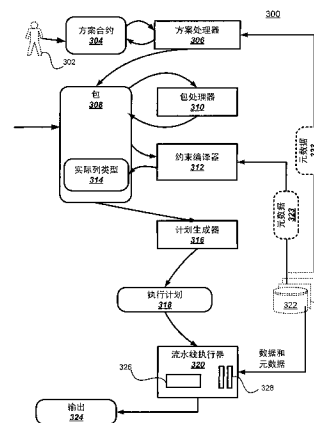 300
方案合约
304
方案处理器
306
302
包
308
包处理器
310
约束编译器
312
实际列类型
314
元数据
323
计划生成器
316
执行计划
318
322
流水线执行器
320
326
328
数据和
元数据
输出
324
元数据